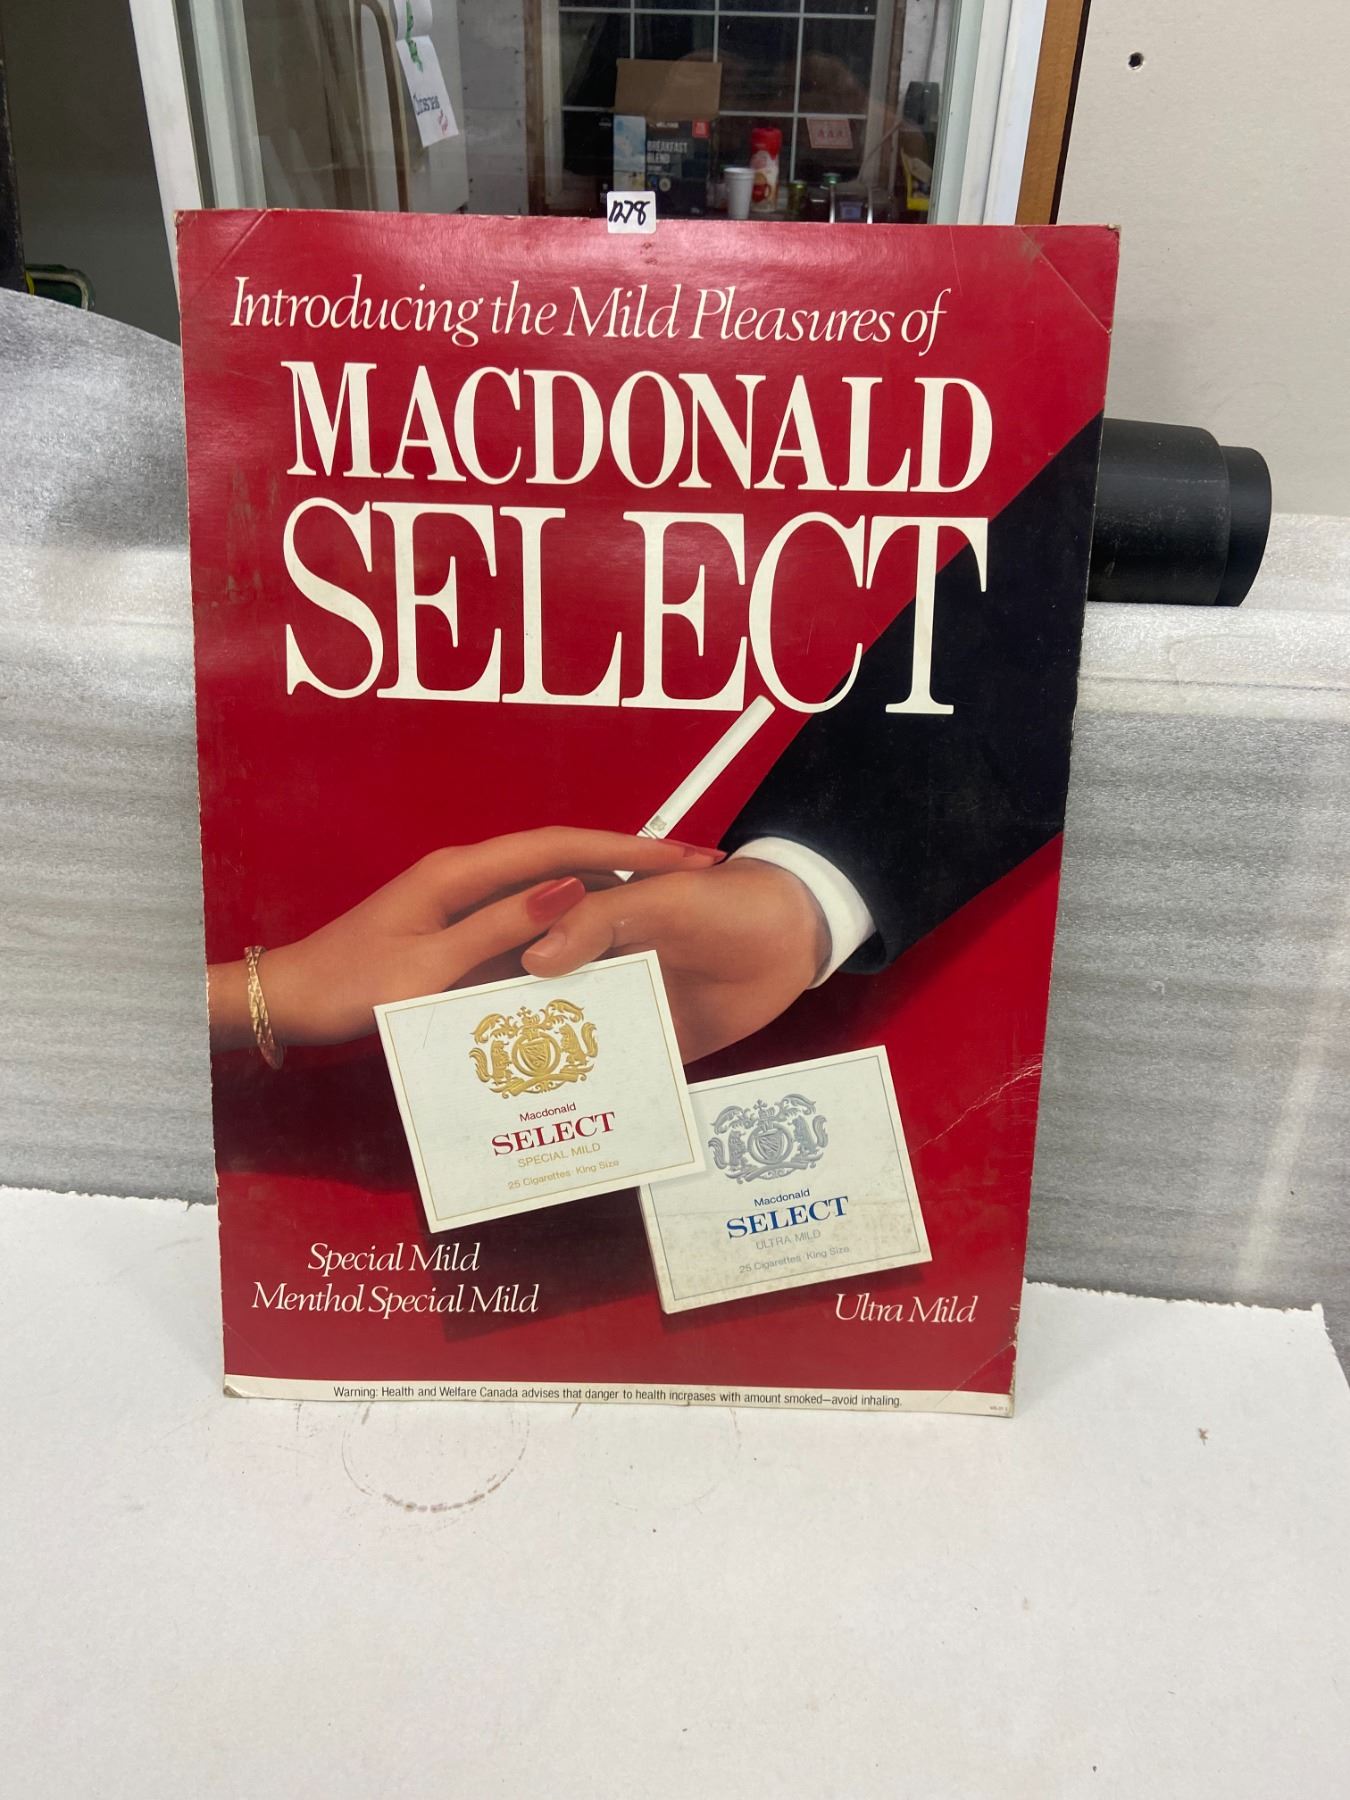 BREAKFAST
BLEND
1278
Introducing the Mild Pleasures of
MACDONALD
SELECT
Macdonald
SELECT
SPECIAL MILD
25 Cigarettes · King Size
Macdonald
SELECT
ULTRA MILD
25 Cigarettes · King Size
Special Mild
Menthol Special Mild
Ultra Mild
Warning: Health and Welfare Canada advises that danger to health increases with amount smoked—avoid inhaling.